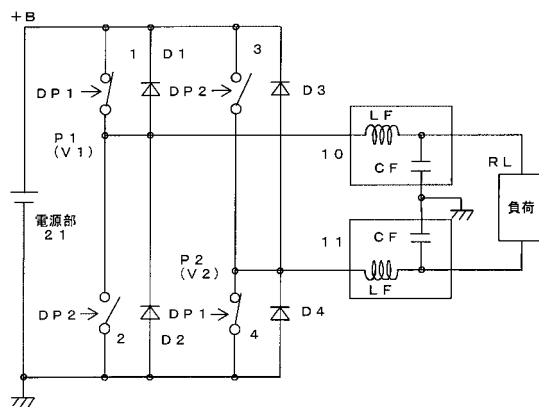 +B
1 D1 3
DP1 DP2 D3
P1
(V1)
LF
10
CF
RL
負荷
電源部
21
11
CF
P2
(V2)
LF
DP2 DP1 D4
2 D2 4